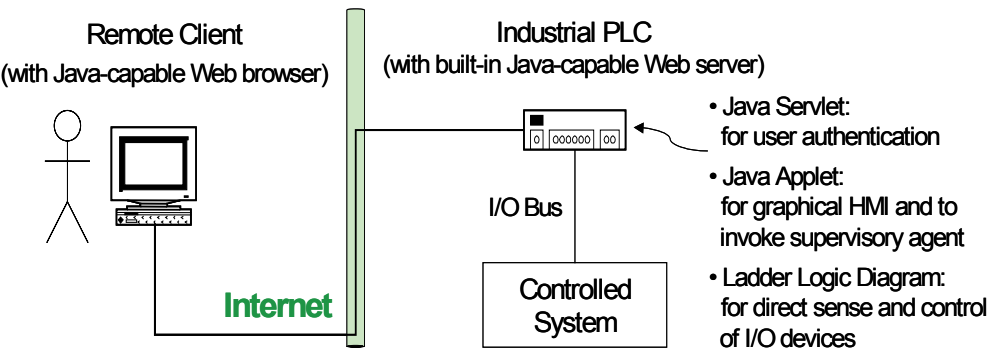 Remote Client
(with Java-capable Web browser)
Internet
Industrial PLC
(with built-in Java-capable Web server)
I/O Bus
Controlled
System
• Java Servlet:
for user authentication
• Java Applet:
for graphical HMI and to
invoke supervisory agent
• Ladder Logic Diagram:
for direct sense and control
of I/O devices